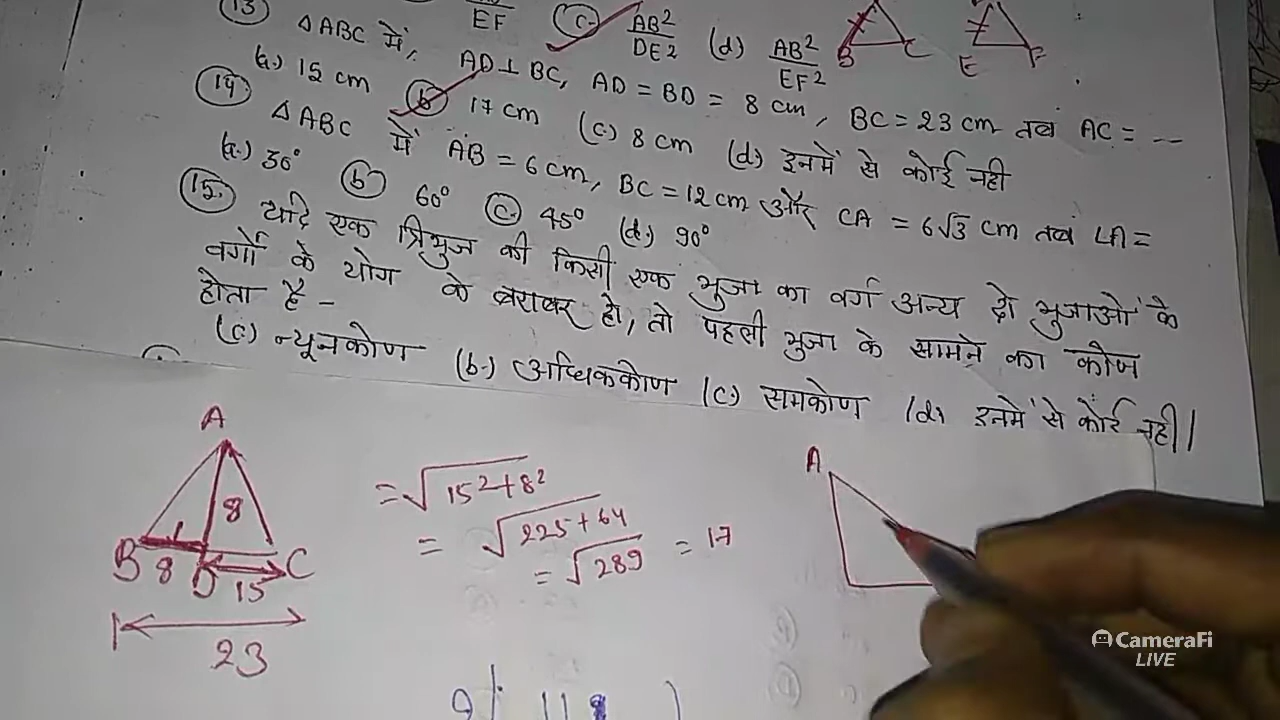 EF (c.) AB²/DE² (d) AB²/EF²
B C E F
(13) △ABC में, AD⊥BC, AD = BD = 8 cm, BC = 23 cm तब AC = --
(a.) 15 cm (b) 17 cm (c.) 8 cm (d.) इनमें से कोई नही
(14) △ABC में AB = 6 cm, BC = 12 cm और CA = 6√3 cm तब ∠A =
(a.) 30° (b) 60° (c.) 45° (d.) 90°
(15.) यदि एक त्रिभुज की किसी एक भुजा का वर्ग अन्य दो भुजाओं के
वर्गो के योग के बराबर हो, तो पहली भुजा के सामने का कोण
होता है -
(a) न्यूनकोण (b.) अधिककोण (c.) समकोण (d) इनमें से कोई नही।
A
8
B 8 D 15 C
23
= √15²+8²
= √225+64
= √289 = 17
A
CameraFi
LIVE